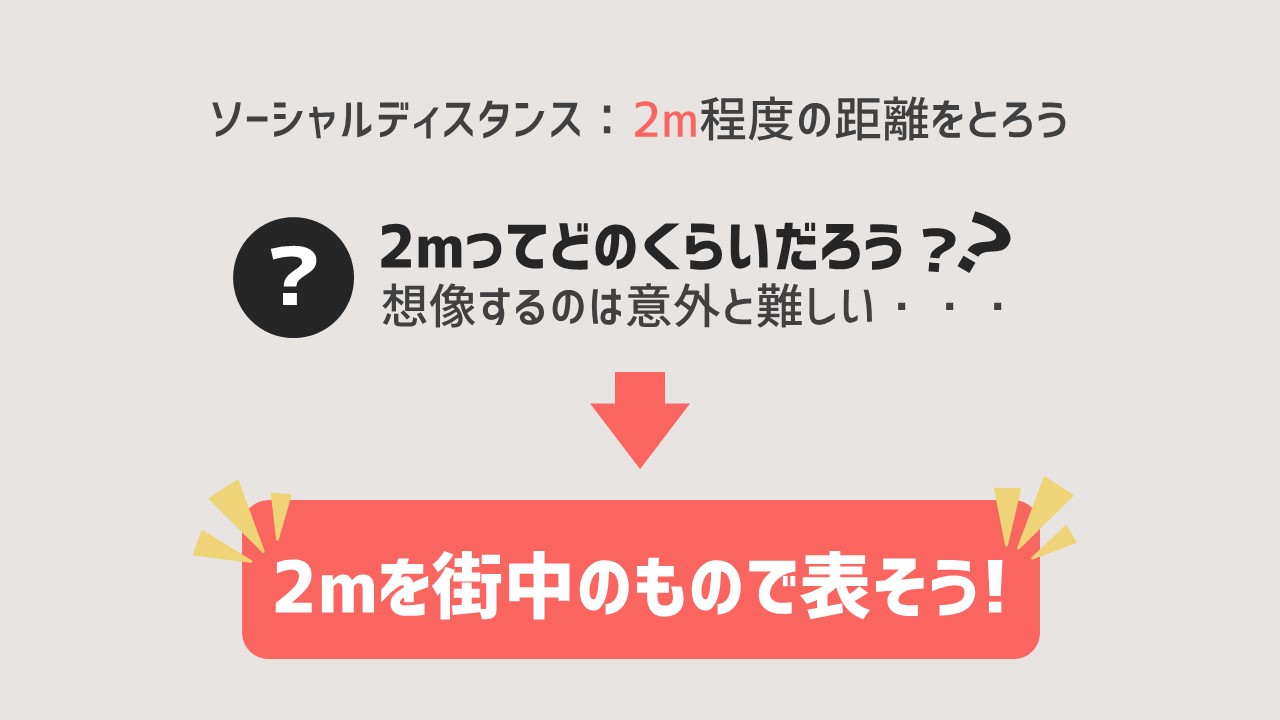 ソーシャルディスタンス：2m程度の距離をとろう
?
2mってどのくらいだろう??
想像するのは意外と難しい・・・
2mを街中のもので表そう!